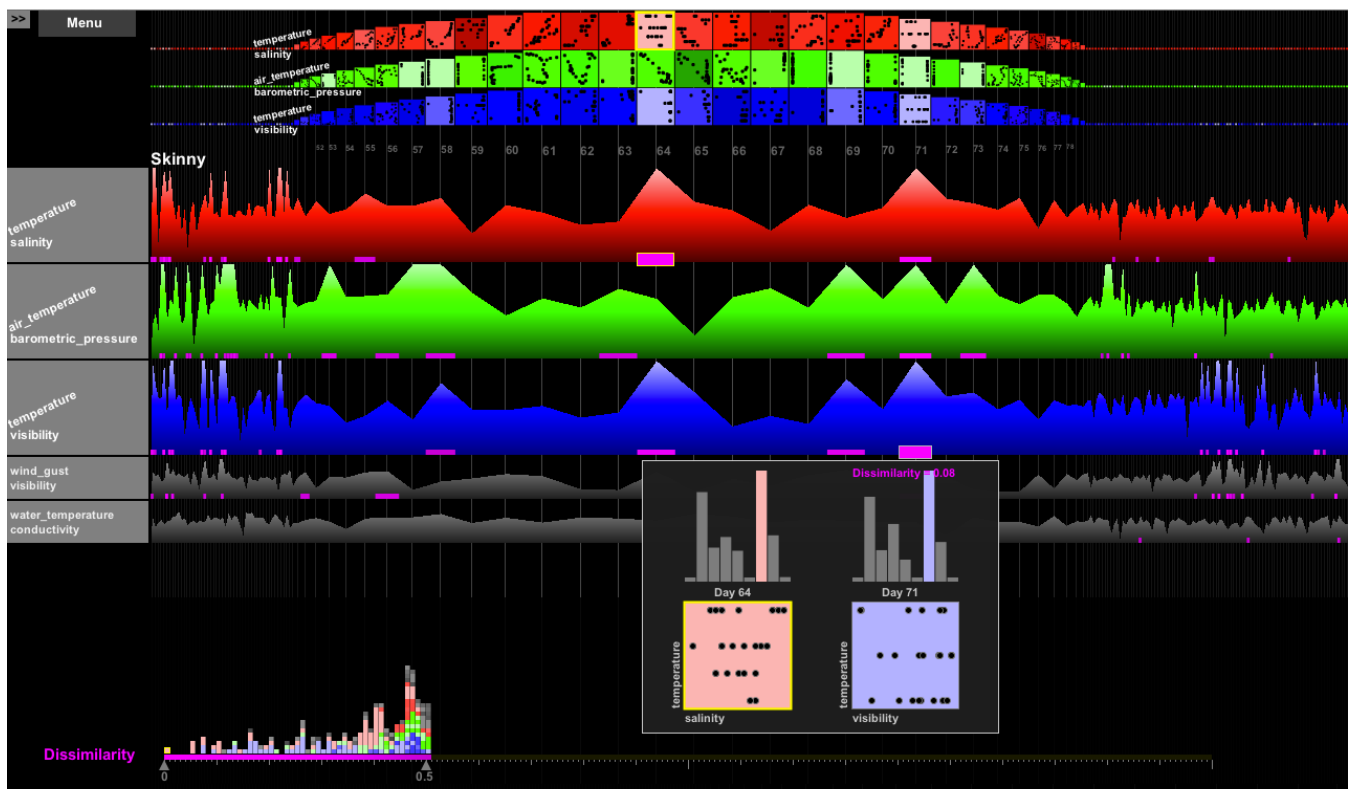 >>
Menu
temperature
salinity
air_temperature
barometric_pressure
temperature
visibility
52 53 54 55 56 57 58 59 60 61 62 63 64 65 66 67 68 69 70 71 72 73 74 75 76 77 78
Skinny
temperature
salinity
air_temperature
barometric_pressure
temperature
visibility
wind_gust
visibility
water_temperature
conductivity
Dissimilarity = 0.08
Day 64
Day 71
temperature
salinity
temperature
visibility
Dissimilarity
0
0.5